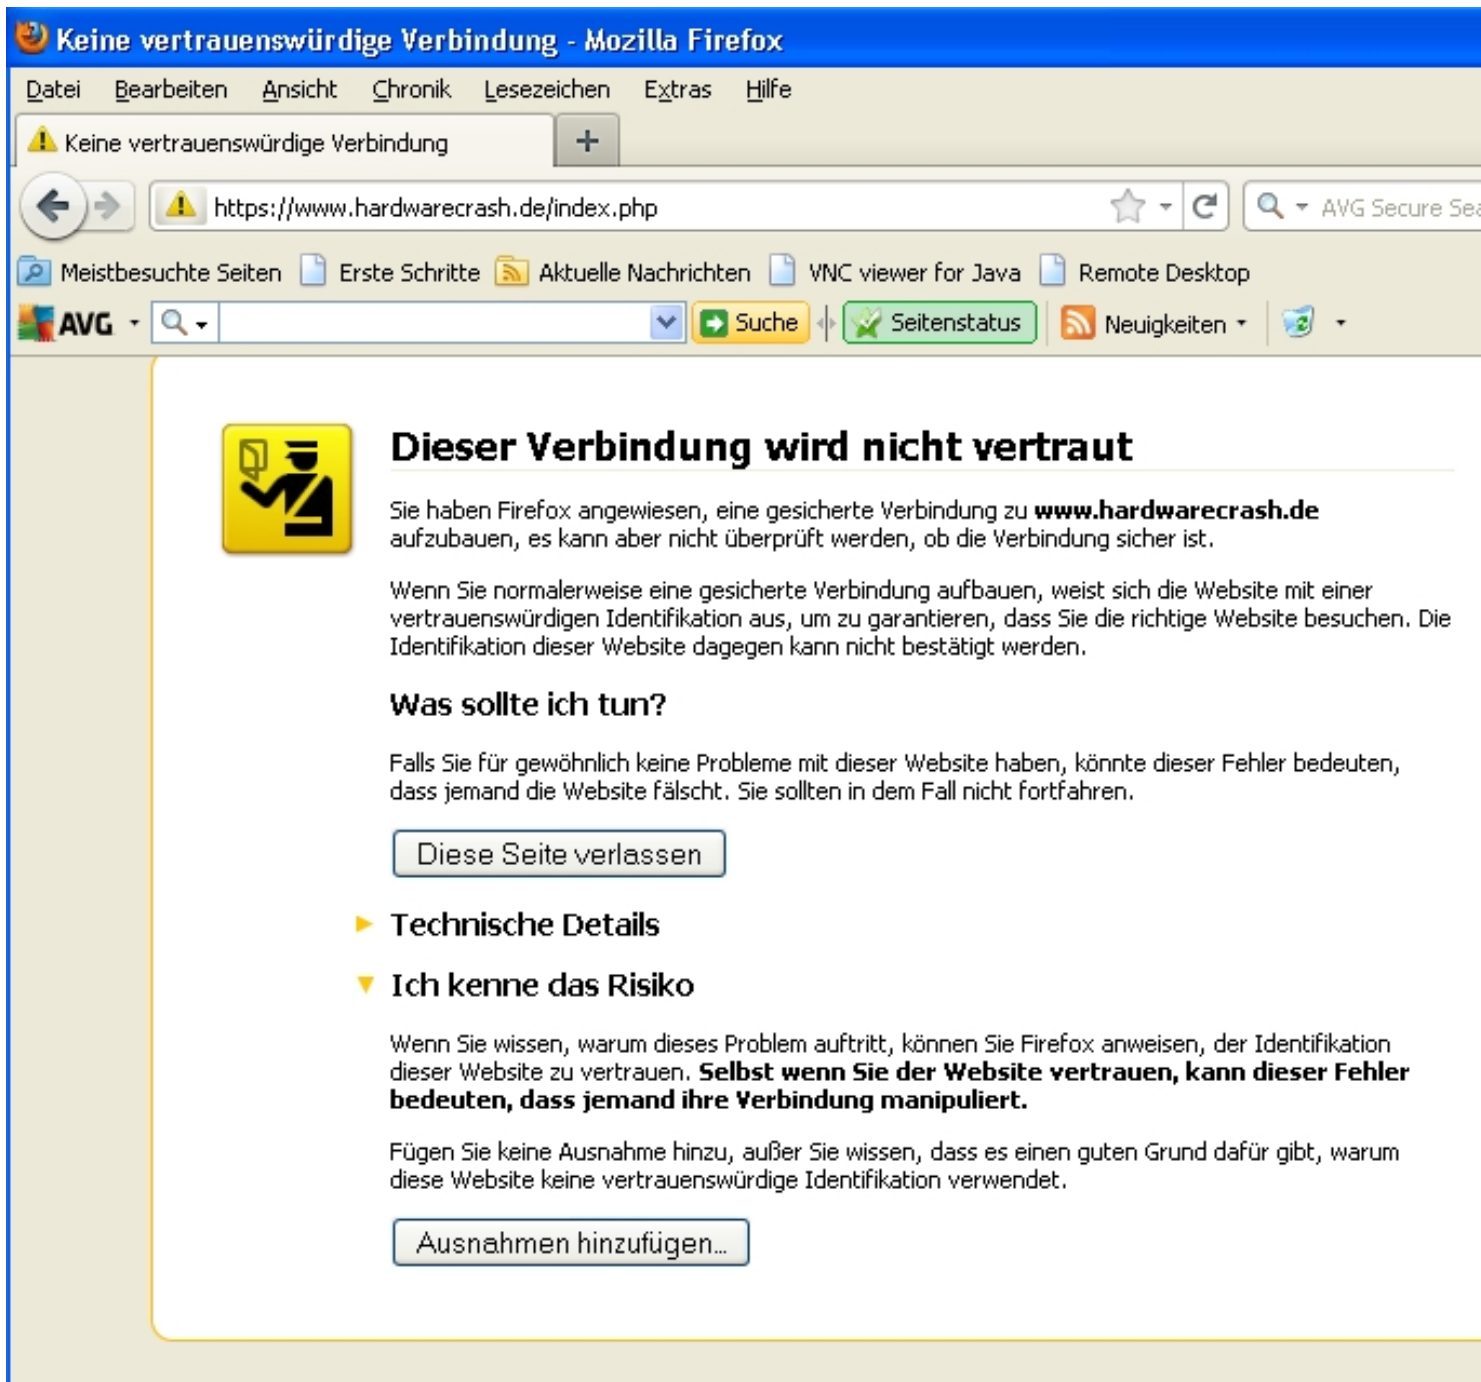 Keine vertrauenswürdige Verbindung - Mozilla Firefox
Datei Bearbeiten Ansicht Chronik Lesezeichen Extras Hilfe
Keine vertrauenswürdige Verbindung +
https://www.hardwarecrash.de/index.php AVG Secure Sea
Meistbesuchte Seiten Erste Schritte Aktuelle Nachrichten VNC viewer for Java Remote Desktop
AVG Suche Seitenstatus Neuigkeiten
Dieser Verbindung wird nicht vertraut
Sie haben Firefox angewiesen, eine gesicherte Verbindung zu www.hardwarecrash.de
aufzubauen, es kann aber nicht überprüft werden, ob die Verbindung sicher ist.
Wenn Sie normalerweise eine gesicherte Verbindung aufbauen, weist sich die Website mit einer
vertrauenswürdigen Identifikation aus, um zu garantieren, dass Sie die richtige Website besuchen. Die
Identifikation dieser Website dagegen kann nicht bestätigt werden.
Was sollte ich tun?
Falls Sie für gewöhnlich keine Probleme mit dieser Website haben, könnte dieser Fehler bedeuten,
dass jemand die Website fälscht. Sie sollten in dem Fall nicht fortfahren.
Diese Seite verlassen
Technische Details
Ich kenne das Risiko
Wenn Sie wissen, warum dieses Problem auftritt, können Sie Firefox anweisen, der Identifikation
dieser Website zu vertrauen. Selbst wenn Sie der Website vertrauen, kann dieser Fehler
bedeuten, dass jemand ihre Verbindung manipuliert.
Fügen Sie keine Ausnahme hinzu, außer Sie wissen, dass es einen guten Grund dafür gibt, warum
diese Website keine vertrauenswürdige Identifikation verwendet.
Ausnahmen hinzufügen...